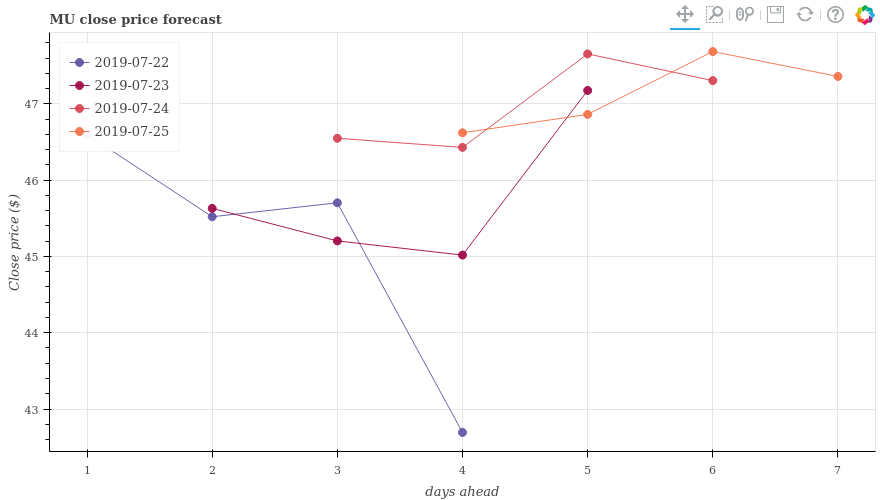 MU close price forecast
2019-07-22
2019-07-23
2019-07-24
2019-07-25
47
46
45
44
43
Close price ($)
1 2 3 4 5 6 7
days ahead